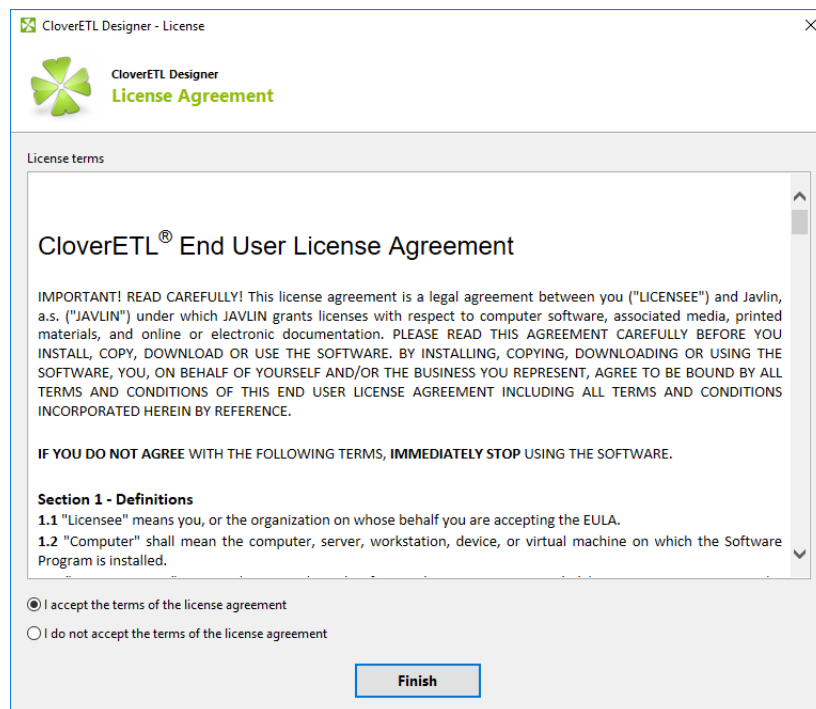 CloverETL Designer - License
CloverETL Designer
License Agreement
License terms
CloverETL® End User License Agreement
IMPORTANT! READ CAREFULLY! This license agreement is a legal agreement between you ("LICENSEE") and Javlin,
a.s. ("JAVLIN") under which JAVLIN grants licenses with respect to computer software, associated media, printed
materials, and online or electronic documentation. PLEASE READ THIS AGREEMENT CAREFULLY BEFORE YOU
INSTALL, COPY, DOWNLOAD OR USE THE SOFTWARE. BY INSTALLING, COPYING, DOWNLOADING OR USING THE
SOFTWARE, YOU, ON BEHALF OF YOURSELF AND/OR THE BUSINESS YOU REPRESENT, AGREE TO BE BOUND BY ALL
TERMS AND CONDITIONS OF THIS END USER LICENSE AGREEMENT INCLUDING ALL TERMS AND CONDITIONS
INCORPORATED HEREIN BY REFERENCE.
IF YOU DO NOT AGREE WITH THE FOLLOWING TERMS, IMMEDIATELY STOP USING THE SOFTWARE.
Section 1 - Definitions
1.1 "Licensee" means you, or the organization on whose behalf you are accepting the EULA.
1.2 "Computer" shall mean the computer, server, workstation, device, or virtual machine on which the Software
Program is installed.
I accept the terms of the license agreement
I do not accept the terms of the license agreement
Finish